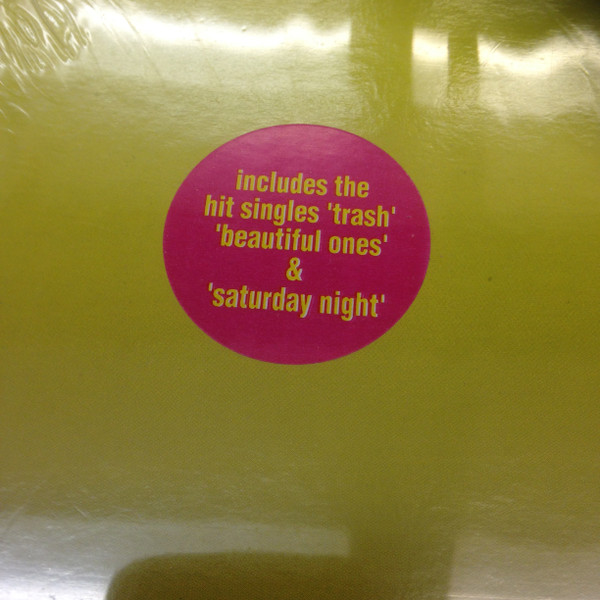 includes the
hit singles 'trash'
'beautiful ones'
&
'saturday night'